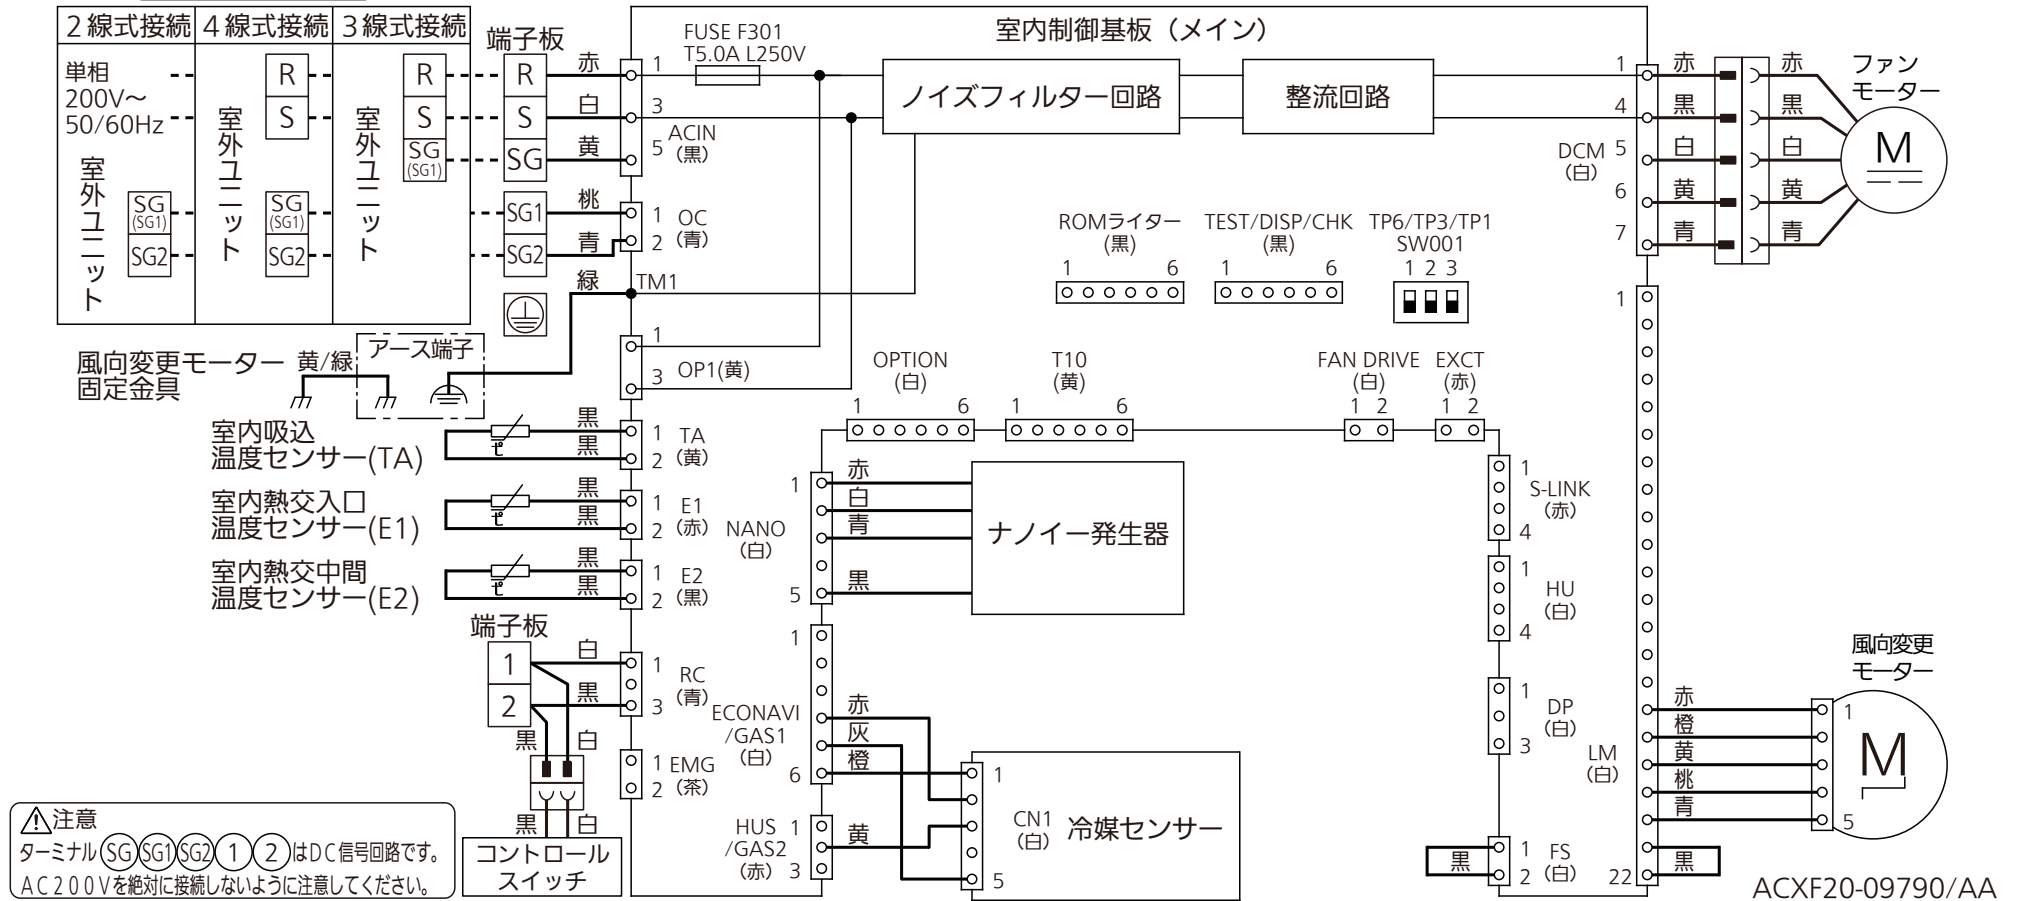 2線式接続 4線式接続 3線式接続
単相
200V～
50/60Hz
室外ユニット
SG
(SG1)
SG2
R
S
室外ユニット
SG
(SG1)
SG2
R
S
SG
(SG1)
室外ユニット
端子板
R
S
SG
SG1
SG2
赤
白
黄
桃
青
緑
室内制御基板（メイン）
FUSE F301
T5.0A L250V
1
3
5
ACIN
(黒)
1
2
OC
(青)
TM1
1
3
OP1(黄)
ノイズフィルター回路
整流回路
1
4
5
6
7
DCM
(白)
赤 赤
黒 黒
白 白
黄 黄
青 青
ファン
モーター
M
ROMライター
(黒)
1 6
TEST/DISP/CHK
(黒)
1 6
TP6/TP3/TP1
SW001
1 2 3
風向変更モーター
固定金具
黄/緑
アース端子
OPTION
(白)
1 6
T10
(黄)
1 6
FAN DRIVE
(白)
1 2
EXCT
(赤)
1 2
室内吸込
温度センサー(TA)
ピ
黒
黒
1
2
TA
(黄)
室内熱交入口
温度センサー(E1)
ピ
黒
黒
1
2
E1
(赤)
室内熱交中間
温度センサー(E2)
ピ
黒
黒
1
2
E2
(黒)
1
5
NANO
(白)
赤
白
青
黒
ナノイー発生器
1
4
S-LINK
(赤)
1
4
HU
(白)
1
3
DP
(白)
1
2
FS
(白)
黒
端子板
1
2
白
黒
黒 白
黒 白
コントロール
スイッチ
1
3
RC
(青)
1
2
EMG
(茶)
1
6
ECONAVI
/GAS1
(白)
赤
灰
橙
HUS
/GAS2
(赤)
1
3
黄
1
5
CN1
(白)
冷媒センサー
1
22
LM
(白)
赤
橙
黄
桃
青
黒
1
5
風向変更
モーター
M
注意
ターミナルSG SG1 SG2 1 2はDC信号回路です。
AC200Vを絶対に接続しないように注意してください。
ACXF20-09790/AA